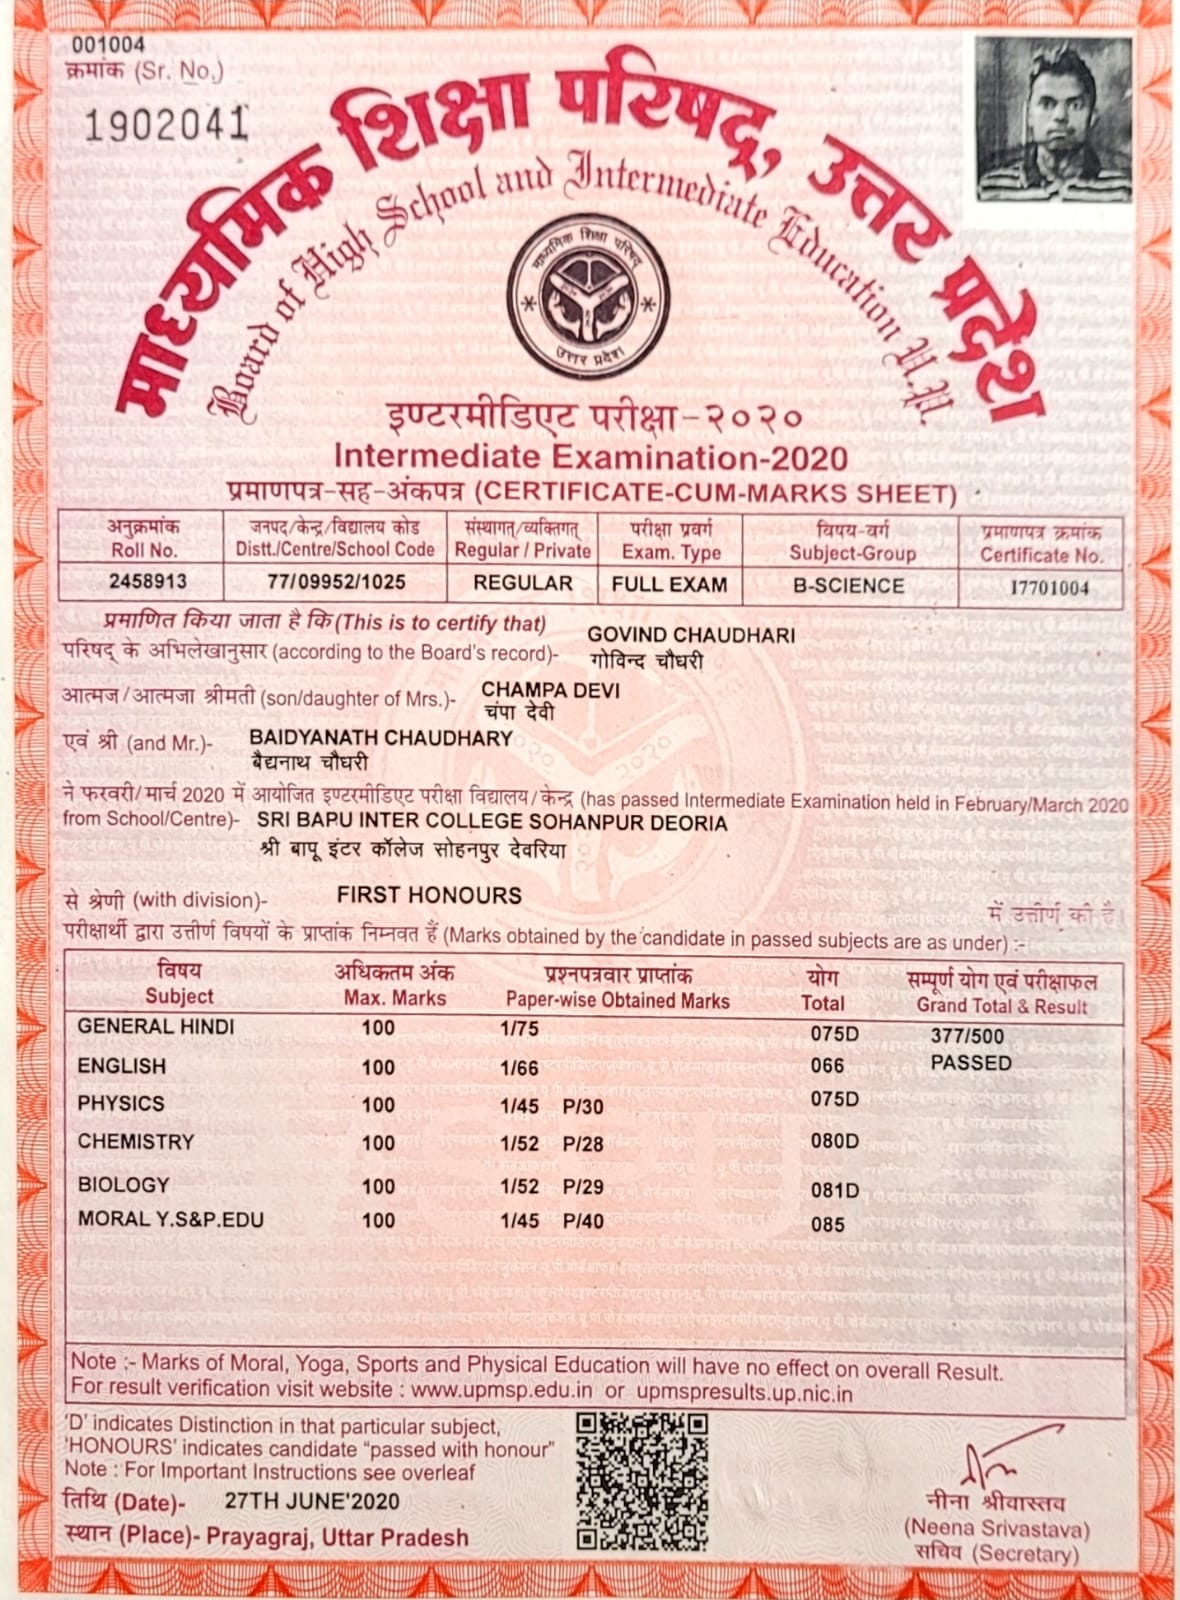 001004
क्रमांक (Sr. No.)
1902041
माध्यमिक शिक्षा परिषद्, उत्तर प्रदेश
Board of High School and Intermediate Education U.P.
माध्यमिक शिक्षा परिषद्
उत्तर प्रदेश
इण्टरमीडिएट परीक्षा-२०२०
Intermediate Examination-2020
प्रमाणपत्र-सह-अंकपत्र (CERTIFICATE-CUM-MARKS SHEET)
अनुक्रमांक जनपद/केन्द्र/विद्यालय कोड संस्थागत्/व्यक्तिगत् परीक्षा प्रवर्ग विषय-वर्ग प्रमाणपत्र क्रमांक
Roll No. Distt./Centre/School Code Regular / Private Exam. Type Subject-Group Certificate No.
2458913 77/09952/1025 REGULAR FULL EXAM B-SCIENCE I7701004
प्रमाणित किया जाता है कि (This is to certify that) GOVIND CHAUDHARI
परिषद् के अभिलेखानुसार (according to the Board's record)- गोविन्द चौधरी
आत्मज/आत्मजा श्रीमती (son/daughter of Mrs.)- CHAMPA DEVI
चंपा देवी
एवं श्री (and Mr.)- BAIDYANATH CHAUDHARY
बैद्यनाथ चौधरी
ने फरवरी/मार्च 2020 में आयोजित इण्टरमीडिएट परीक्षा विद्यालय/केन्द्र (has passed Intermediate Examination held in February/March 2020
from School/Centre)- SRI BAPU INTER COLLEGE SOHANPUR DEORIA
श्री बापू इंटर कॉलेज सोहनपुर देवरिया
से श्रेणी (with division)- FIRST HONOURS में उत्तीर्ण की है।
परीक्षार्थी द्वारा उत्तीर्ण विषयों के प्राप्तांक निम्नवत हैं (Marks obtained by the candidate in passed subjects are as under) :-
विषय अधिकतम अंक प्रश्नपत्रवार प्राप्तांक योग सम्पूर्ण योग एवं परीक्षाफल
Subject Max. Marks Paper-wise Obtained Marks Total Grand Total & Result
GENERAL HINDI 100 1/75 075D 377/500
ENGLISH 100 1/66 066 PASSED
PHYSICS 100 1/45 P/30 075D
CHEMISTRY 100 1/52 P/28 080D
BIOLOGY 100 1/52 P/29 081D
MORAL Y.S&P.EDU 100 1/45 P/40 085
Note :- Marks of Moral, Yoga, Sports and Physical Education will have no effect on overall Result.
For result verification visit website : www.upmsp.edu.in or upmspresults.up.nic.in
'D' indicates Distinction in that particular subject,
'HONOURS' indicates candidate "passed with honour"
Note : For Important Instructions see overleaf
तिथि (Date)- 27TH JUNE'2020
स्थान (Place)- Prayagraj, Uttar Pradesh
नीना श्रीवास्तव
(Neena Srivastava)
सचिव (Secretary)